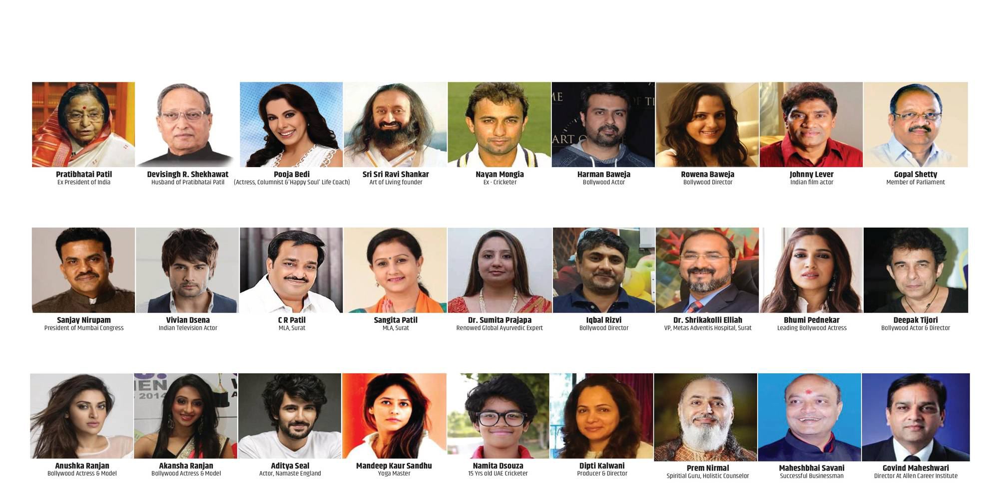 ME
OF TI
ART O
E
Pratibhatai Patil
Ex President of India
Devisingh R. Shekhawat
Husband of Pratibhatai Patil
Pooja Bedi
(Actress, Columnist &'Happy Soul' Life Coach)
Sri Sri Ravi Shankar
Art of Living founder
Nayan Mongia
Ex - Cricketer
Harman Baweja
Bollywood Actor
Rowena Baweja
Bollywood Director
Johnny Lever
Indian film actor
Gopal Shetty
Member of Parliament
Sanjay Nirupam
President of Mumbai Congress
Vivian Dsena
Indian Television Actor
C R Patil
MLA, Surat
Sangita Patil
MLA, Surat
Dr. Sumita Prajapa
Renowed Global Ayurvedic Expert
Iqbal Rizvi
Bollywood Director
Dr. Shrikakolli Elliah
VP, Metas Adventis Hospital, Surat
Bhumi Pednekar
Leading Bollywood Actress
Deepak Tijori
Bollywood Actor & Director
MEN
2014
Anushka Ranjan
Bollywood Actress & Model
Akansha Ranjan
Bollywood Actress & Model
Aditya Seal
Actor, Namaste England
Mandeep Kaur Sandhu
Yoga Master
Namita Dsouza
15 Yrs old UAE Cricketer
Dipti Kalwani
Producer & Director
Prem Nirmal
Spiritial Guru, Holistic Counselor
Maheshbhai Savani
Successful Businessman
Govind Maheshwari
Director At Allen Career Institute